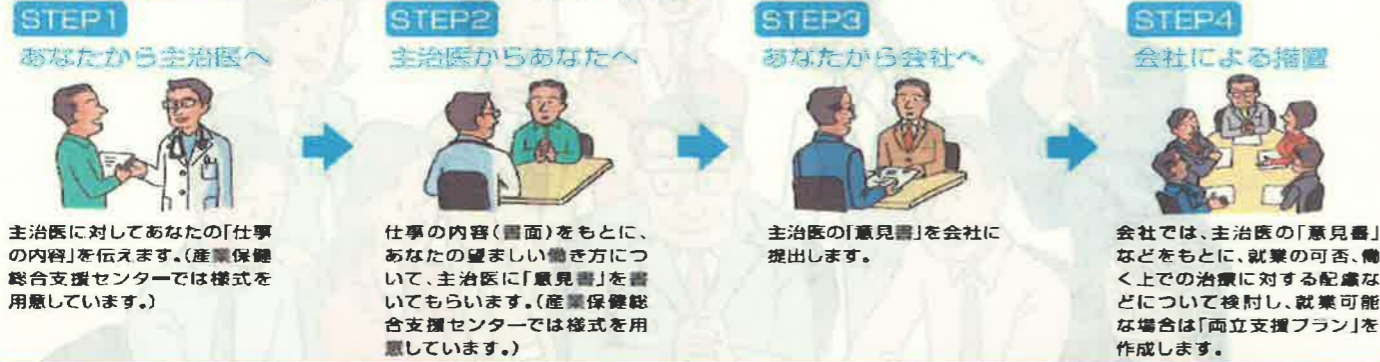 STEP1
あなたから主治医へ
主治医に対してあなたの「仕事
の内容」を伝えます。(産業保健
総合支援センターでは様式を
用意しています。)
STEP2
主治医からあなたへ
仕事の内容(書面)をもとに、
あなたの望ましい働き方につ
いて、主治医に「意見書」を書
いてもらいます。(産業保健総
合支援センターでは様式を用
意しています。)
STEP3
あなたから会社へ
主治医の「意見書」を会社に
提出します。
STEP4
会社による措置
会社では、主治医の「意見書」
などをもとに、就業の可否、働
く上での治療に対する配慮な
どについて検討し、就業可能
な場合は「両立支援プラン」を
作成します。